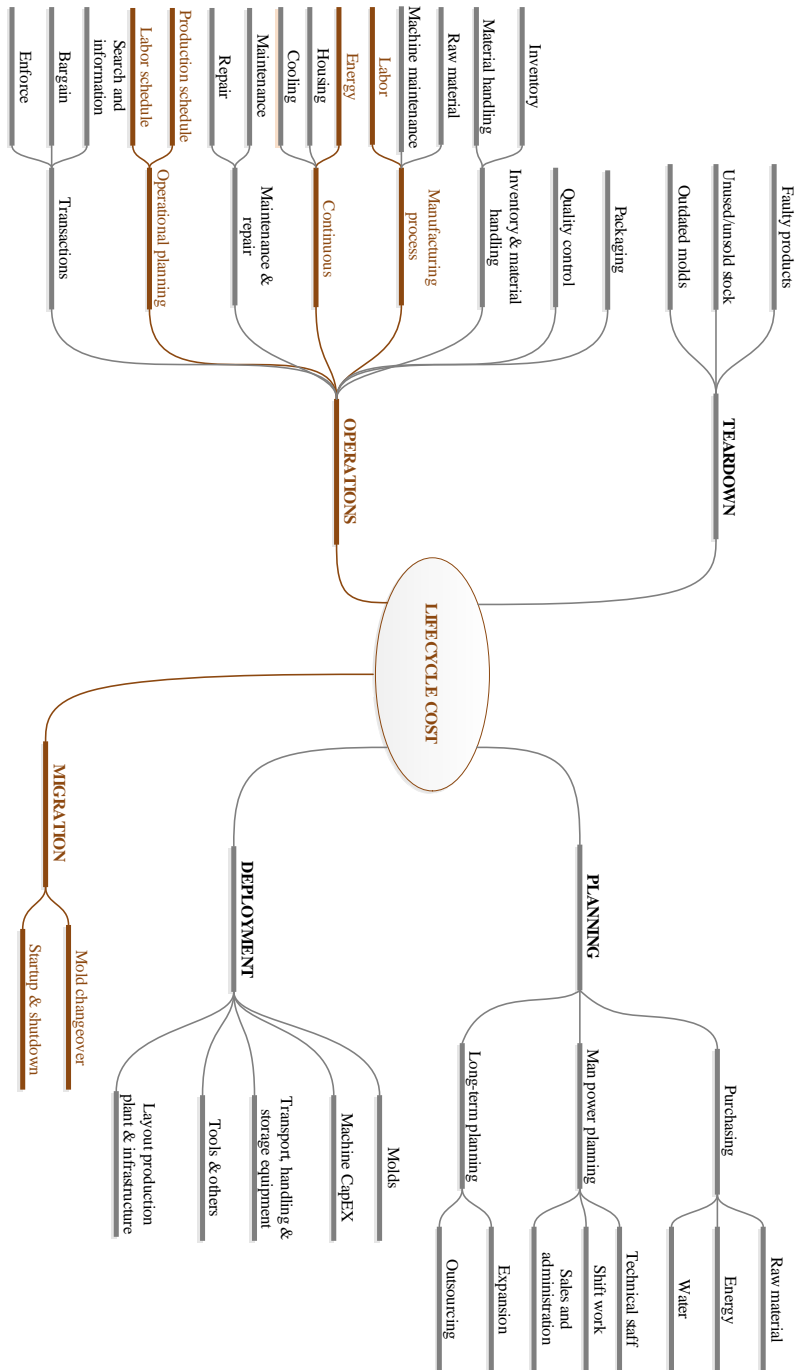 LIFECYCLE COST
PLANNING
Purchasing
Raw material
Energy
Water
Man power planning
Technical staff
Shift work
Sales and
administration
Long-term planning
Expansion
Outsourcing
DEPLOYMENT
Molds
Machine CapEX
Transport, handling &
storage equipment
Tools & others
Layout production
plant & infrastructure
MIGRATION
Mold changeover
Startup & shutdown
TEARDOWN
Faulty products
Unused/unsold stock
Outdated molds
OPERATIONS
Packaging
Quality control
Inventory & material
handling
Inventory
Material handling
Manufacturing
process
Raw material
Machine maintenance
Labor
Continuous
Energy
Housing
Cooling
Maintenance &
repair
Maintenance
Repair
Operational planning
Production schedule
Labor schedule
Transactions
Search and
information
Bargain
Enforce